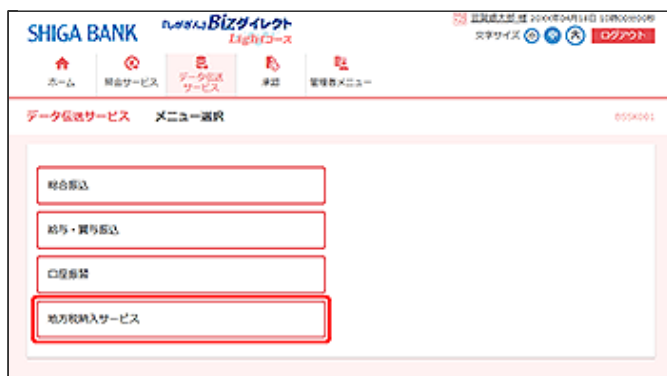 SHIGA BANK
『しがぎん』Bizダイレクト
Lightコース
文字サイズ 小 中 大 ログアウト
ホーム 照会サービス データ伝送サービス 承認 管理者メニュー
データ伝送サービス メニュー選択
BSSK001
総合振込
給与・賞与振込
口座振替
地方税納入サービス